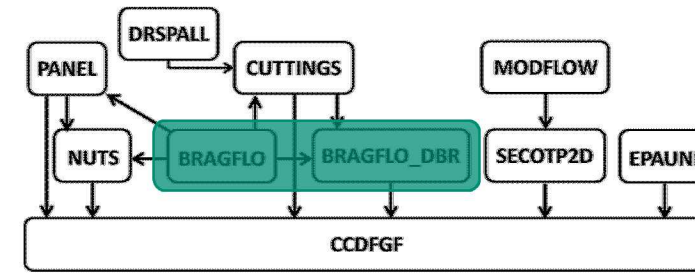 DRSPALL
PANEL
CUTTINGS
MODFLOW
NUTS
BRAGFLO
BRAGFLO_DBR
SECOTP2D
EPAUNI
CCDFGF